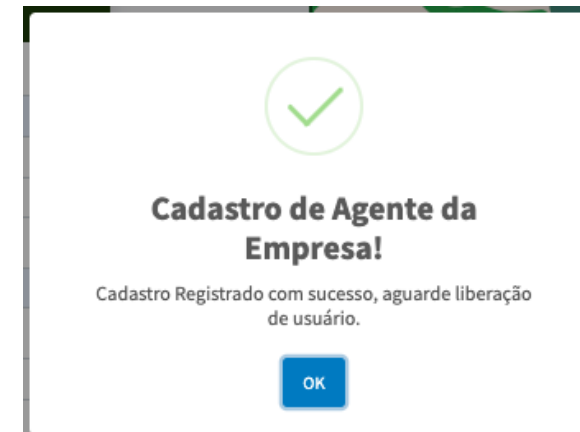 Cadastro de Agente da
Empresa!
Cadastro Registrado com sucesso, aguarde liberação
de usuário.
OK